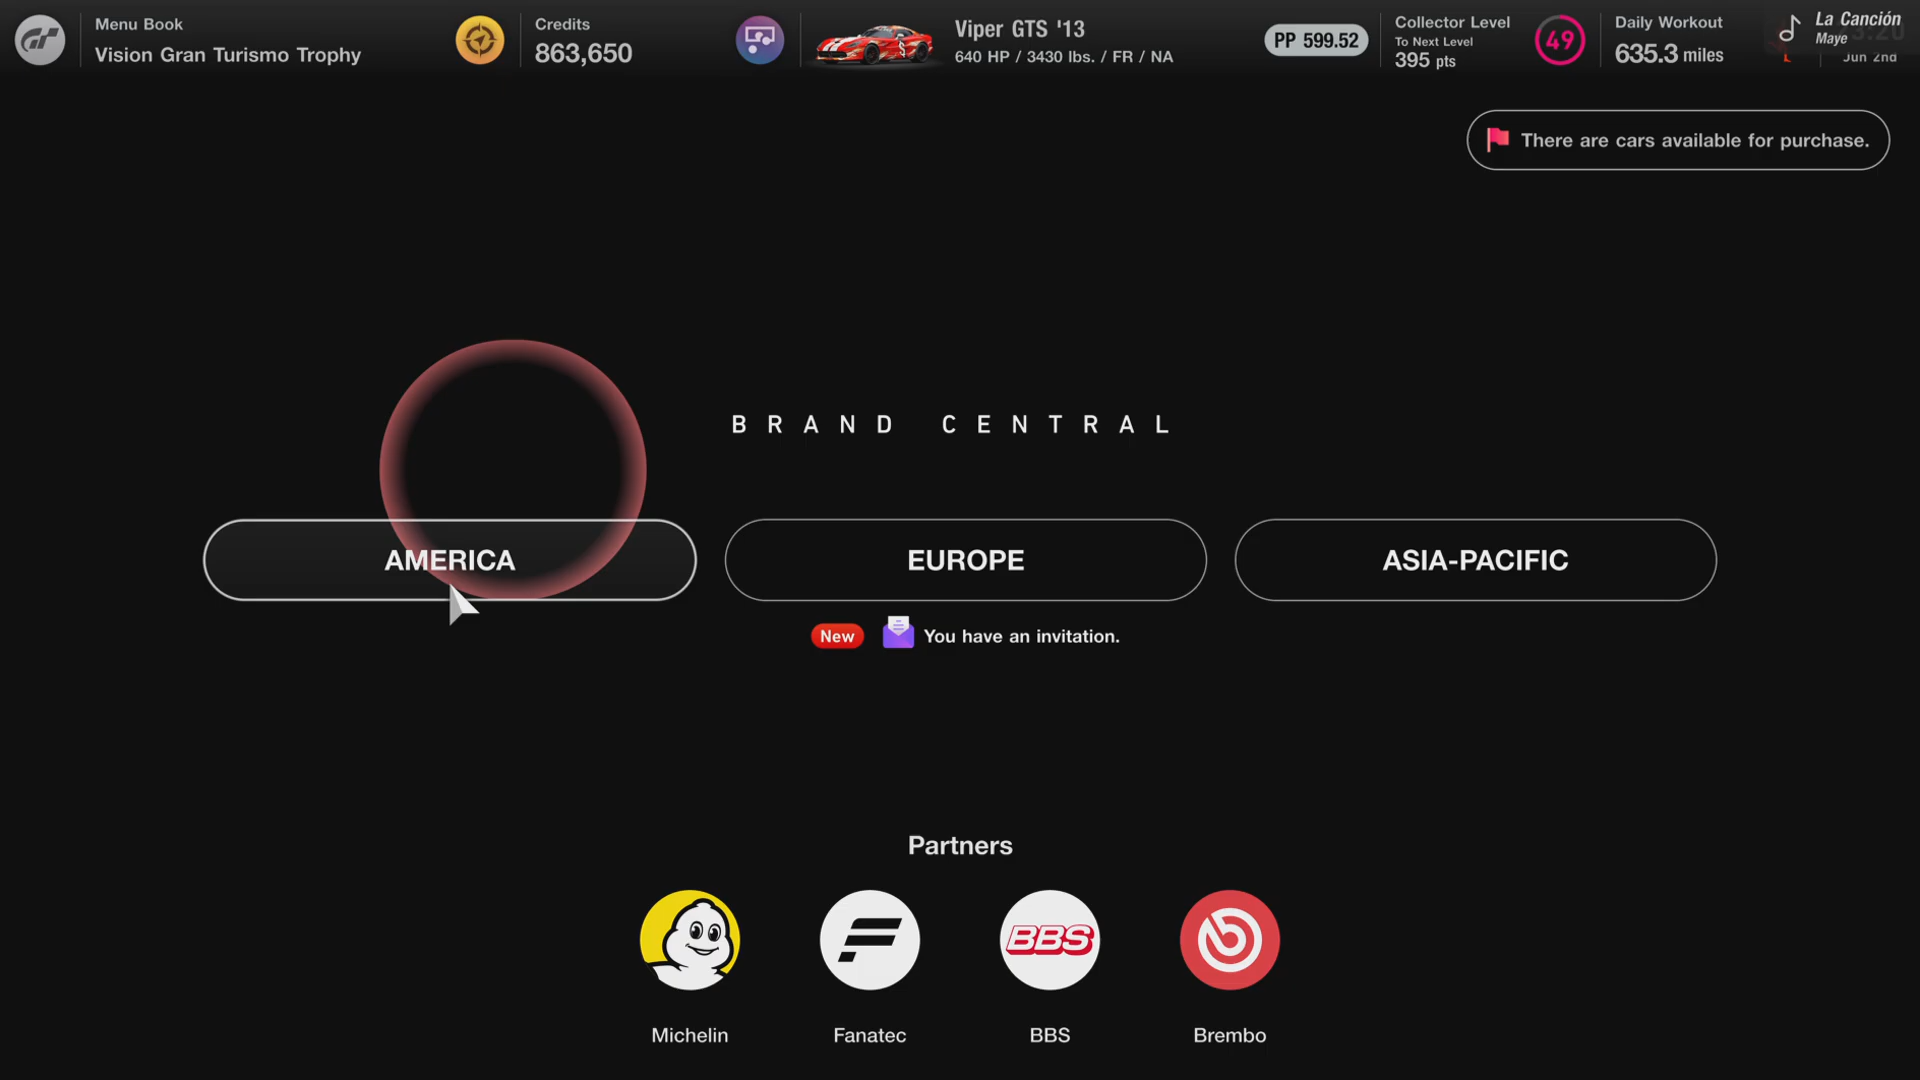 Menu Book
Vision Gran Turismo Trophy
Credits
863,650
Viper GTS '13
640 HP / 3430 lbs. / FR / NA
PP 599.52
Collector Level
To Next Level
395 pts
49
Daily Workout
635.3 miles
La Canción
Maye
Jun 2nd
There are cars available for purchase.
BRAND CENTRAL
AMERICA
EUROPE
ASIA-PACIFIC
New
You have an invitation.
Partners
BBS
Michelin
Fanatec
BBS
Brembo